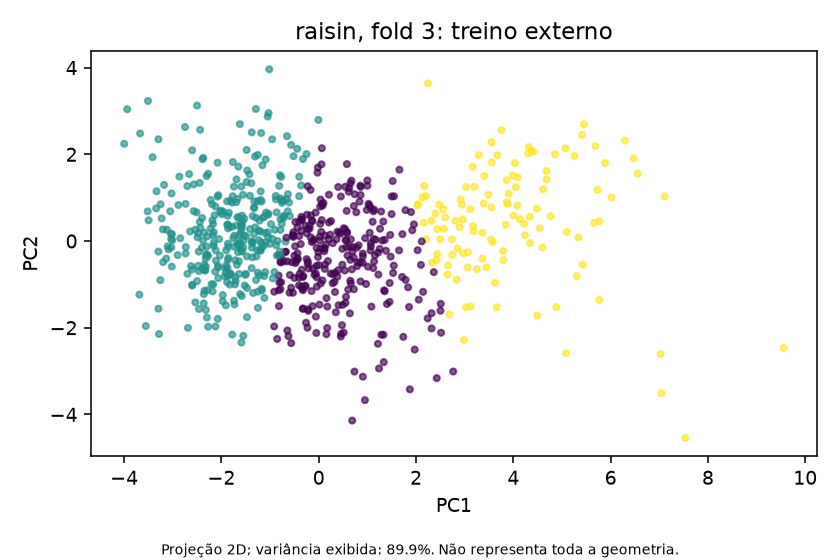 raisin, fold 3: treino externo
4
2
0
−2
−4
PC2
−4 −2 0 2 4 6 8 10
PC1
Projeção 2D; variância exibida: 89.9%. Não representa toda a geometria.